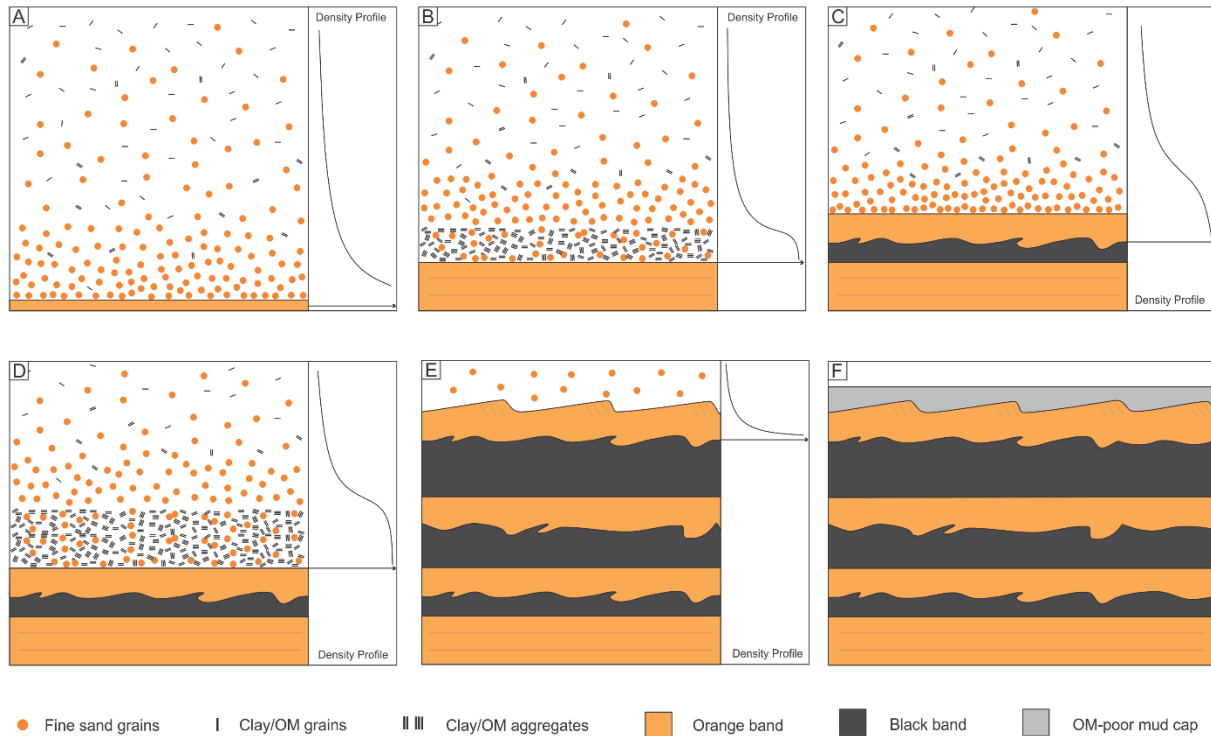 A
Density Profile
B
Density Profile
C
Density Profile
D
Density Profile
E
Density Profile
F
Fine sand grains
Clay/OM grains
Clay/OM aggregates
Orange band
Black band
OM-poor mud cap